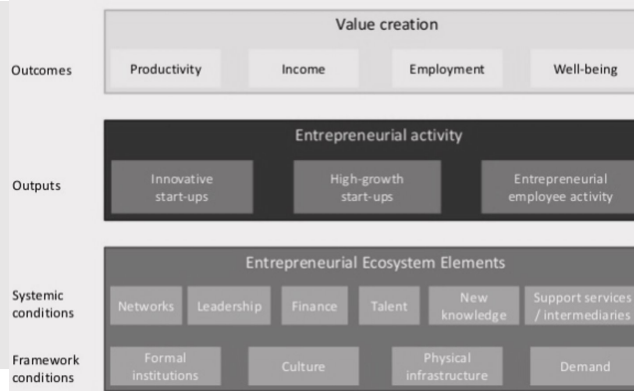 Value creation
Outcomes
Productivity
Income
Employment
Well-being
Entrepreneurial activity
Outputs
Innovative
start-ups
High-growth
start-ups
Entrepreneurial
employee activity
Entrepreneurial Ecosystem Elements
Systemic
conditions
Networks
Leadership
Finance
Talent
New
knowledge
Support services
/ intermediaries
Framework
conditions
Formal
institutions
Culture
Physical
infrastructure
Demand